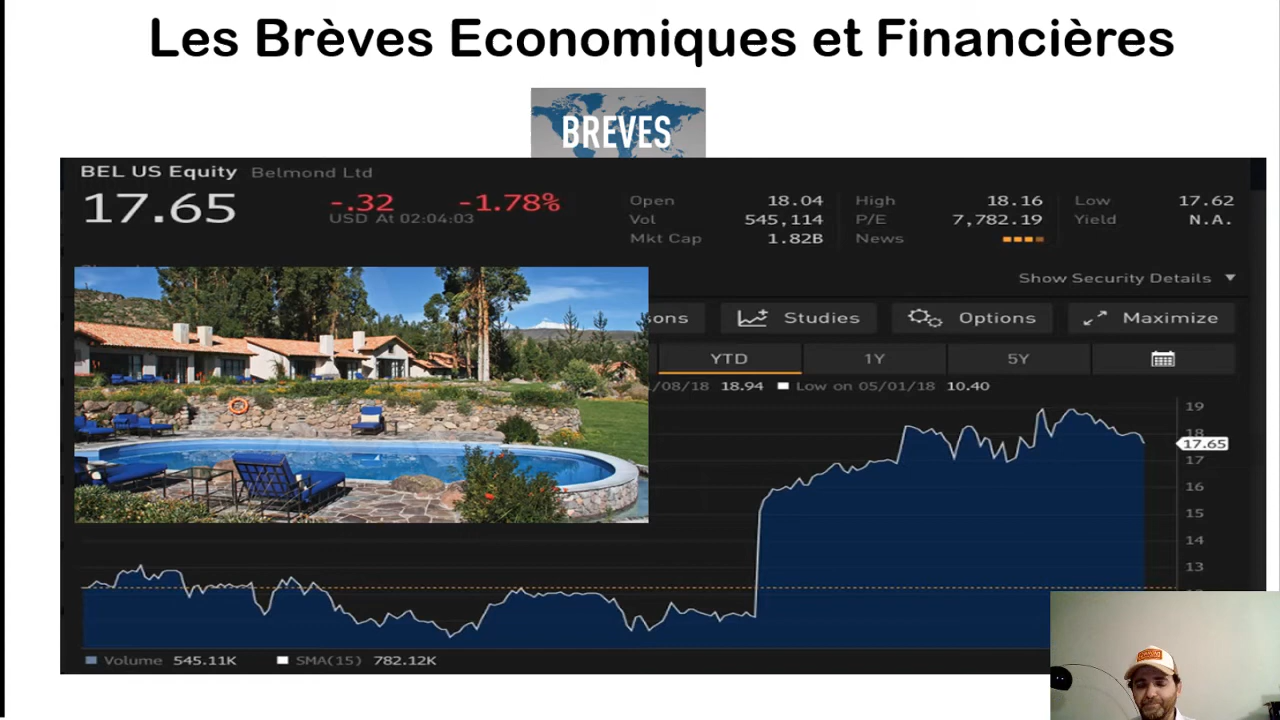 Les Brèves Economiques et Financières
BREVES
BEL US Equity Belmond Ltd
17.65 -.32 -1.78%
USD At 02:04:03
Open 18.04 High 18.16 Low 17.62
Vol 545,114 P/E 7,782.19 Yield N.A.
Mkt Cap 1.82B News
Show Security Details
ons Studies Options Maximize
YTD 1Y 5Y
/08/18 18.94 Low on 05/01/18 10.40
19
18
17.65
17
16
15
14
13
Volume 545.11K SMA(15) 782.12K